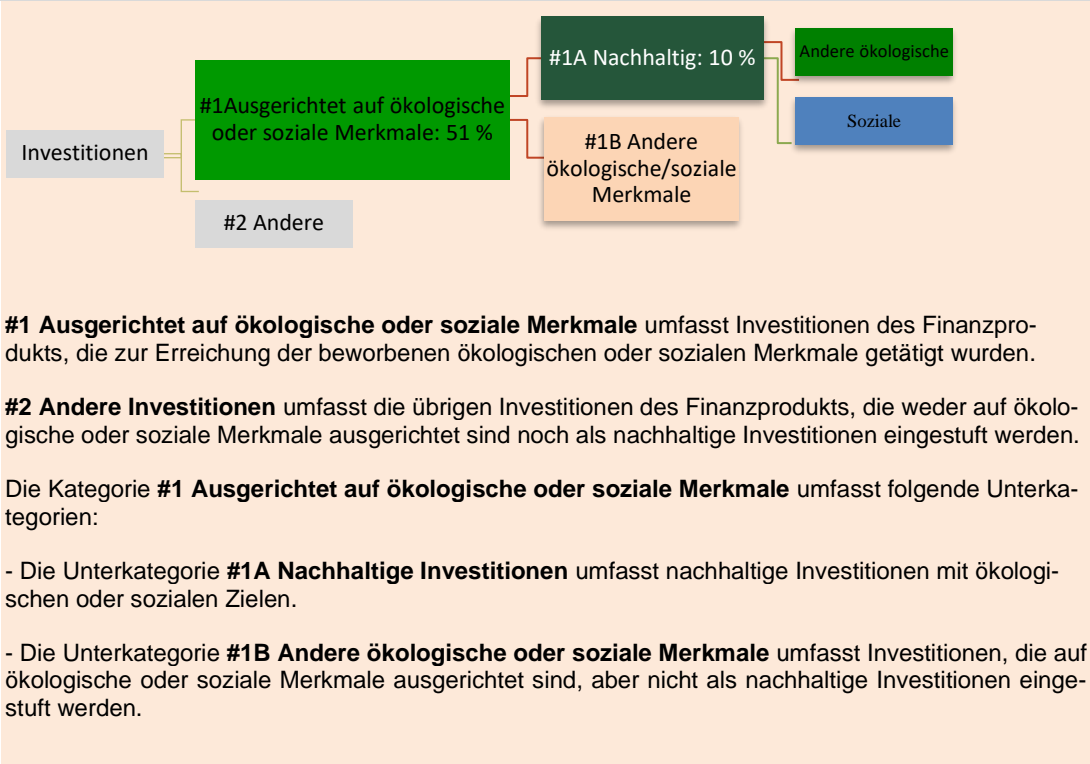 Investitionen
#1Ausgerichtet auf ökologische
oder soziale Merkmale: 51 %
#2 Andere
#1A Nachhaltig: 10 %
#1B Andere
ökologische/soziale
Merkmale
Andere ökologische
Soziale
#1 Ausgerichtet auf ökologische oder soziale Merkmale umfasst Investitionen des Finanzpro-
dukts, die zur Erreichung der beworbenen ökologischen oder sozialen Merkmale getätigt wurden.
#2 Andere Investitionen umfasst die übrigen Investitionen des Finanzprodukts, die weder auf ökolo-
gische oder soziale Merkmale ausgerichtet sind noch als nachhaltige Investitionen eingestuft werden.
Die Kategorie #1 Ausgerichtet auf ökologische oder soziale Merkmale umfasst folgende Unterka-
tegorien:
- Die Unterkategorie #1A Nachhaltige Investitionen umfasst nachhaltige Investitionen mit ökologi-
schen oder sozialen Zielen.
- Die Unterkategorie #1B Andere ökologische oder soziale Merkmale umfasst Investitionen, die auf
ökologische oder soziale Merkmale ausgerichtet sind, aber nicht als nachhaltige Investitionen einge-
stuft werden.